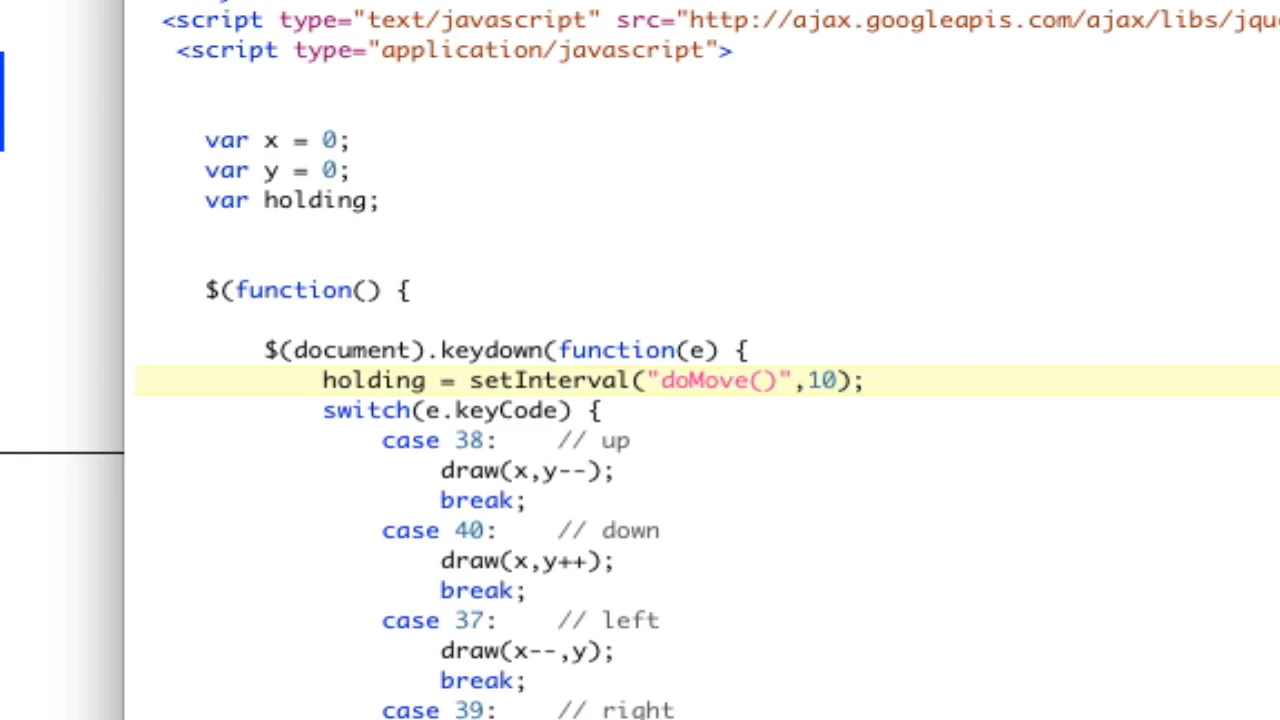 <script type="text/javascript" src="http://ajax.googleapis.com/ajax/libs/jqu
<script type="application/javascript">
var x = 0;
var y = 0;
var holding;
$(function() {
$(document).keydown(function(e) {
holding = setInterval("doMove()",10);
switch(e.keyCode) {
case 38: // up
draw(x,y--);
break;
case 40: // down
draw(x,y++);
break;
case 37: // left
draw(x--,y);
break;
case 39: // right